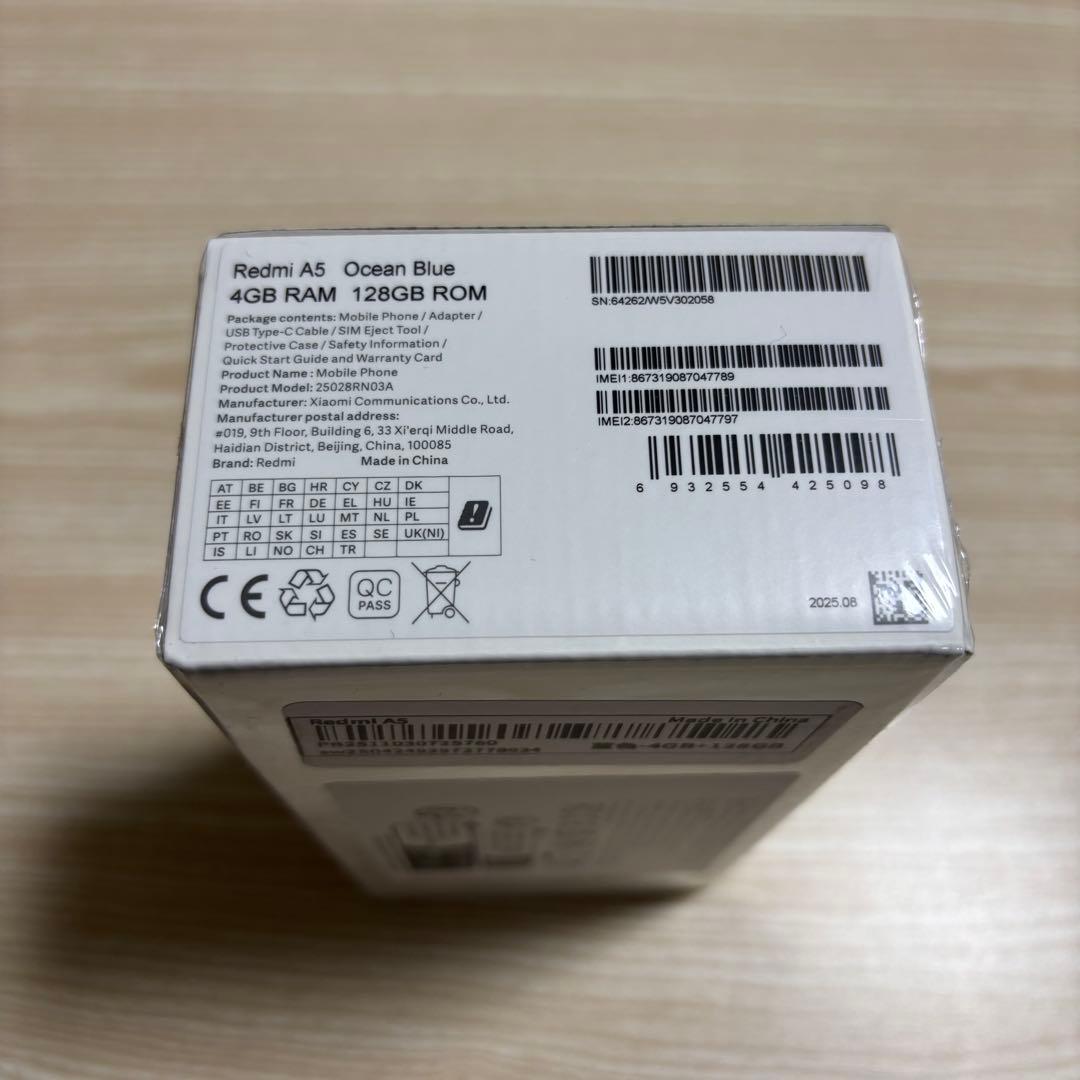 Redmi A5 Ocean Blue
4GB RAM 128GB ROM
Package contents: Mobile Phone / Adapter /
USB Type-C Cable / SIM Eject Tool /
Protective Case / Safety Information /
Quick Start Guide and Warranty Card
Product Name: Mobile Phone
Product Model: 25028RN03A
Manufacturer: Xiaomi Communications Co., Ltd.
Manufacturer postal address:
#019, 9th Floor, Building 6, 33 Xi'erqi Middle Road,
Haidian District, Beijing, China, 100085
Brand: Redmi Made in China
AT BE BG HR CY CZ DK
EE FI FR DE EL HU IE
IT LV LT LU MT NL PL
PT RO SK SI ES SE UK(NI)
IS LI NO CH TR
CE
QC
PASS
SN:64262/W5V302058
IMEI1:867319087047789
IMEI2:867319087047797
6 932554 425098
2025.08
Redmi A5 Made in China
4GB+128GB